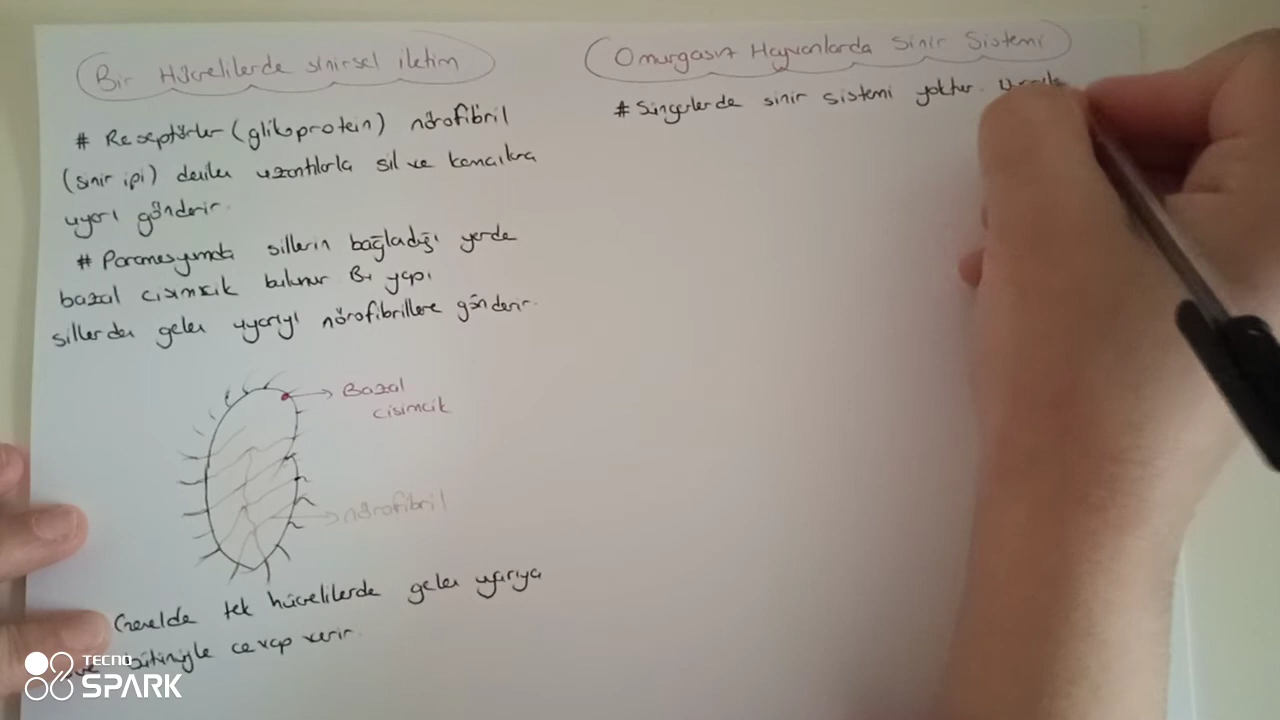 Bir Hücrelilerde sinirsel iletim
# Reseptörler (glikoprotein) nörofibril
(sinir ipi) denilen uzantılarla sil ve kamçılara
uyarı gönderir.
# Paramesyumda sillerin bağladığı yerde
bazal cisimcik bulunur Bu yapı
sillerden gelen uyarıyı nörofibrillere gönderir.
Bazal
cisimcik
nörofibril
Genelde tek hücrelilerde gelen uyarıya
bütünüyle cevap verir.
Omurgasız Hayvanlarda Sinir Sistemi
# Süngerlerde sinir sistemi yoktur.
TECNO
SPARK